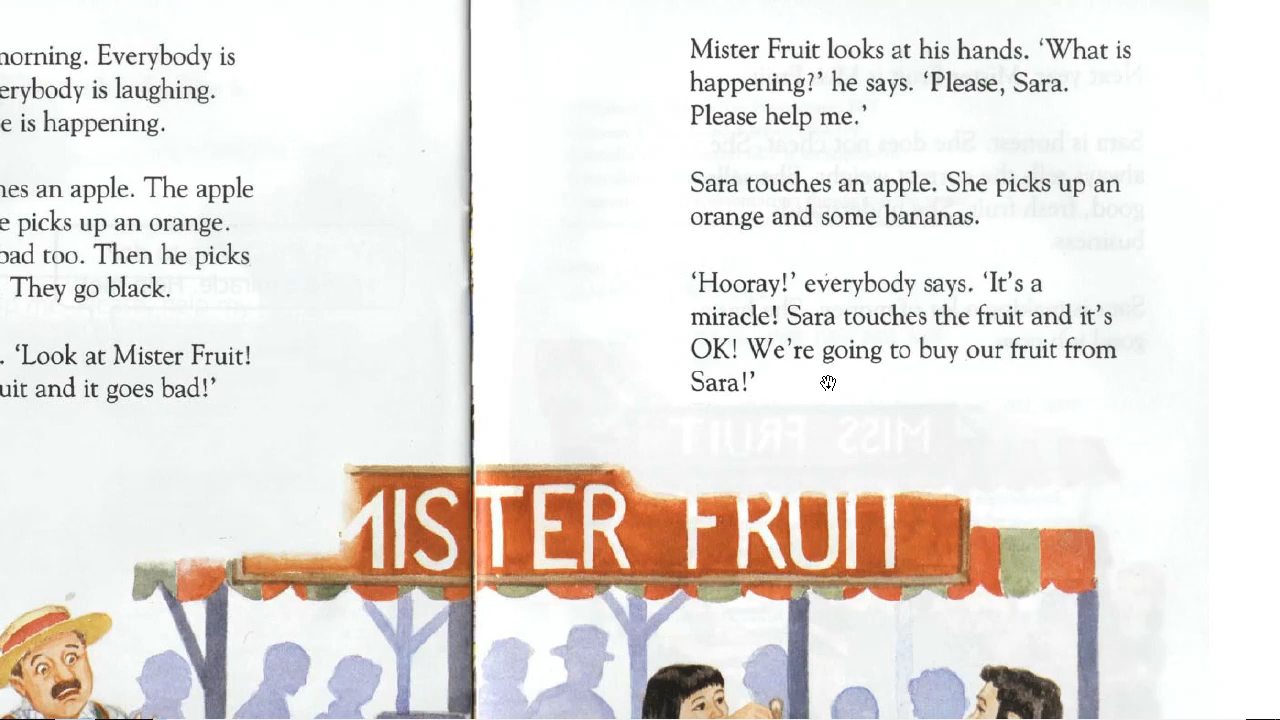 morning. Everybody is
erybody is laughing.
e is happening.
hes an apple. The apple
e picks up an orange.
bad too. Then he picks
. They go black.
. ‘Look at Mister Fruit!
uit and it goes bad!’
Mister Fruit looks at his hands. ‘What is
happening?’ he says. ‘Please, Sara.
Please help me.’
Sara touches an apple. She picks up an
orange and some bananas.
‘Hooray!’ everybody says. ‘It’s a
miracle! Sara touches the fruit and it’s
OK! We’re going to buy our fruit from
Sara!’
MISTER FRUIT